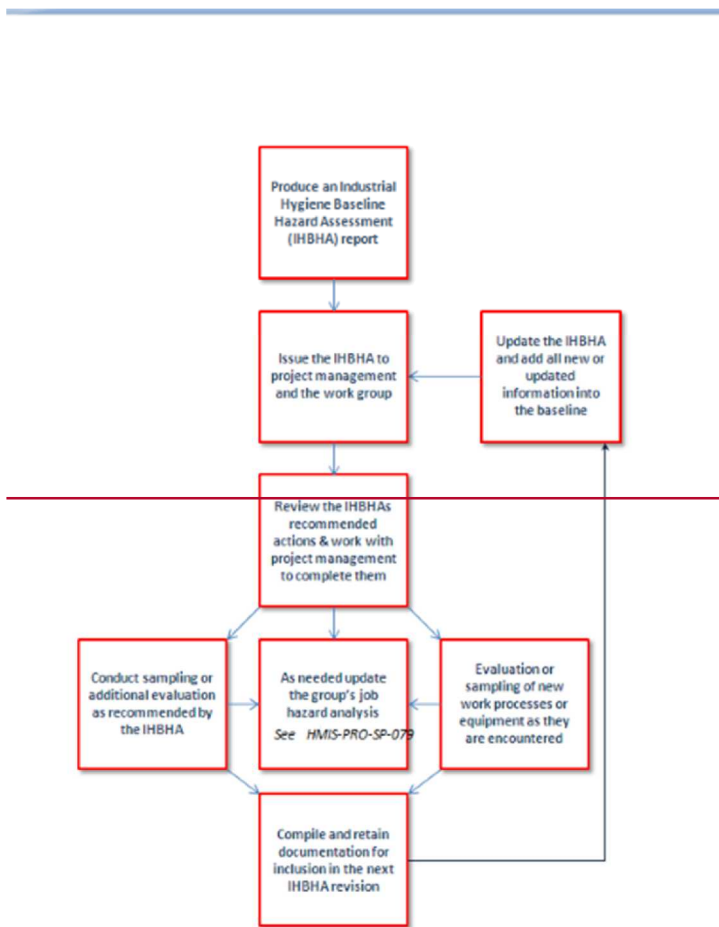 Produce an Industrial
Hygiene Baseline
Hazard Assessment
(IHBHA) report
Issue the IHBHA to
project management
and the work group
Update the IHBHA
and add all new or
updated
information into
the baseline
Review the IHBHAs
recommended
actions & work with
project management
to complete them
Conduct sampling or
additional evaluation
as recommended by
the IHBHA
As needed update
the group's job
hazard analysis
See HMIS-PRO-SP-079
Evaluation or
sampling of new
work processes or
equipment as they
are encountered
Compile and retain
documentation for
inclusion in the next
IHBHA revision